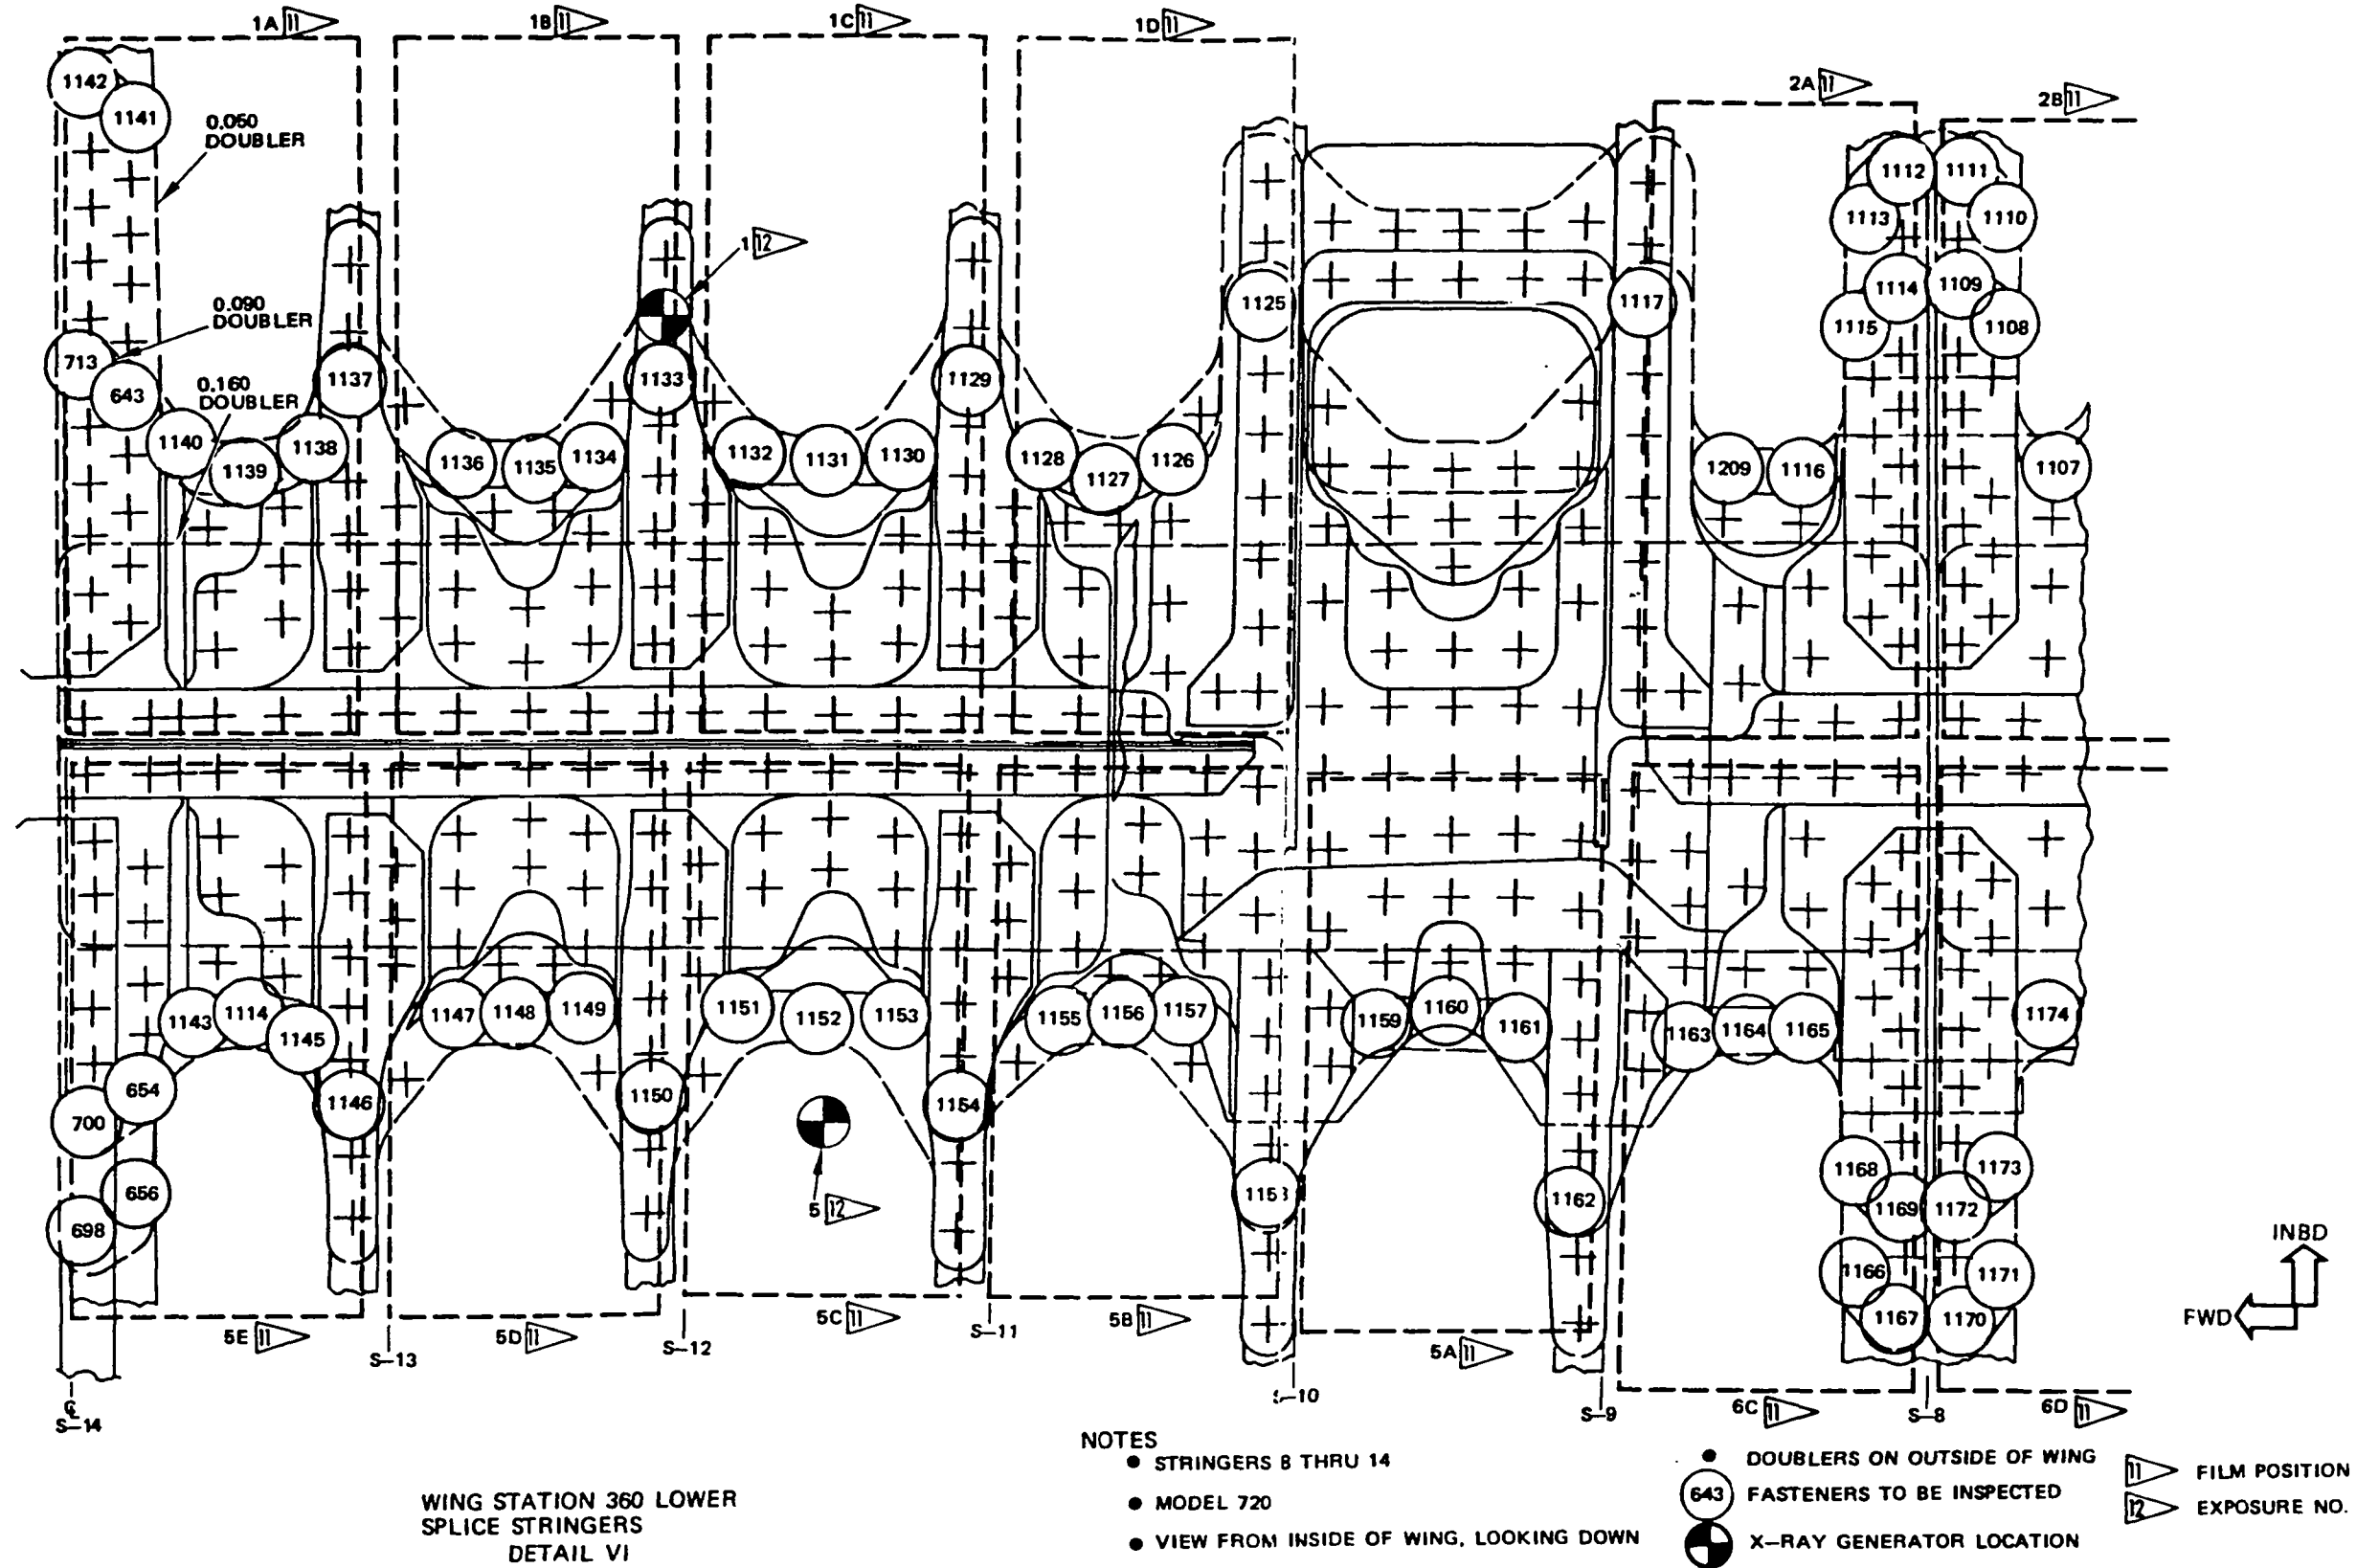 1A 11
1B 11
1C 11
1D 11
2A 11
2B 11
1142
1141
0.050
DOUBLER
1112
1111
1113
1110
1 12
1114
1109
1125
1117
1115
1108
0.090
DOUBLER
713
643
0.160
DOUBLER
1137
1133
1129
1140
1139
1138
1136
1135
1134
1132
1131
1130
1128
1127
1126
1209
1116
1107
1143
1114
1145
1147
1148
1149
1151
1152
1153
1155
1156
1157
1159
1160
1161
1163
1164
1165
1174
654
700
1146
1150
1154
656
698
5 12
1162
1168
1173
1169
1172
1166
1171
1167
1170
INBD
FWD
5E 11
S-13
5D 11
S-12
5C 11
S-11
5B 11
5A 11
S-9
6C 11
S-8
6D 11
℄
S-14
NOTES
• STRINGERS 8 THRU 14
• MODEL 720
• VIEW FROM INSIDE OF WING, LOOKING DOWN
• DOUBLERS ON OUTSIDE OF WING
643 FASTENERS TO BE INSPECTED
X-RAY GENERATOR LOCATION
11 FILM POSITION
12 EXPOSURE NO.
WING STATION 360 LOWER
SPLICE STRINGERS
DETAIL VI